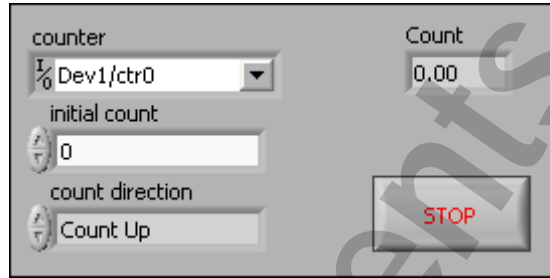 counter
I/O Dev1/ctr0
initial count
0
count direction
Count Up
Count
0.00
STOP